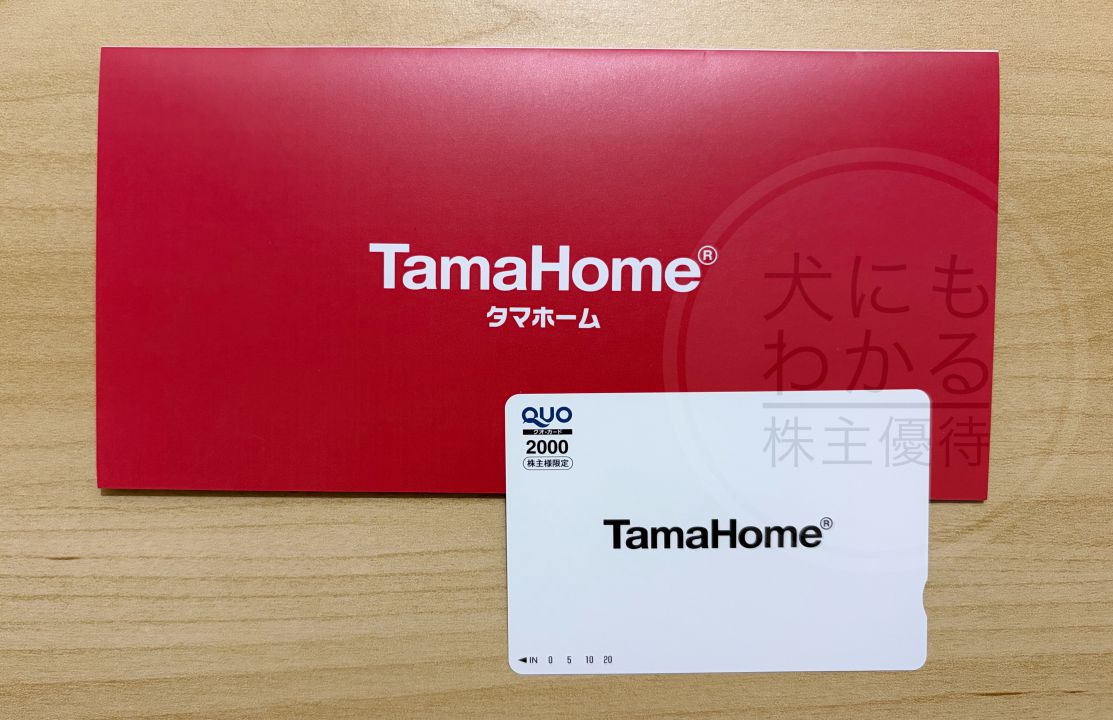 TamaHome®
タマホーム
犬にも
わかる
株主優待
QUO
クオ・カード
2000
株主様限定
TamaHome®
◀IN 0 5 10 20